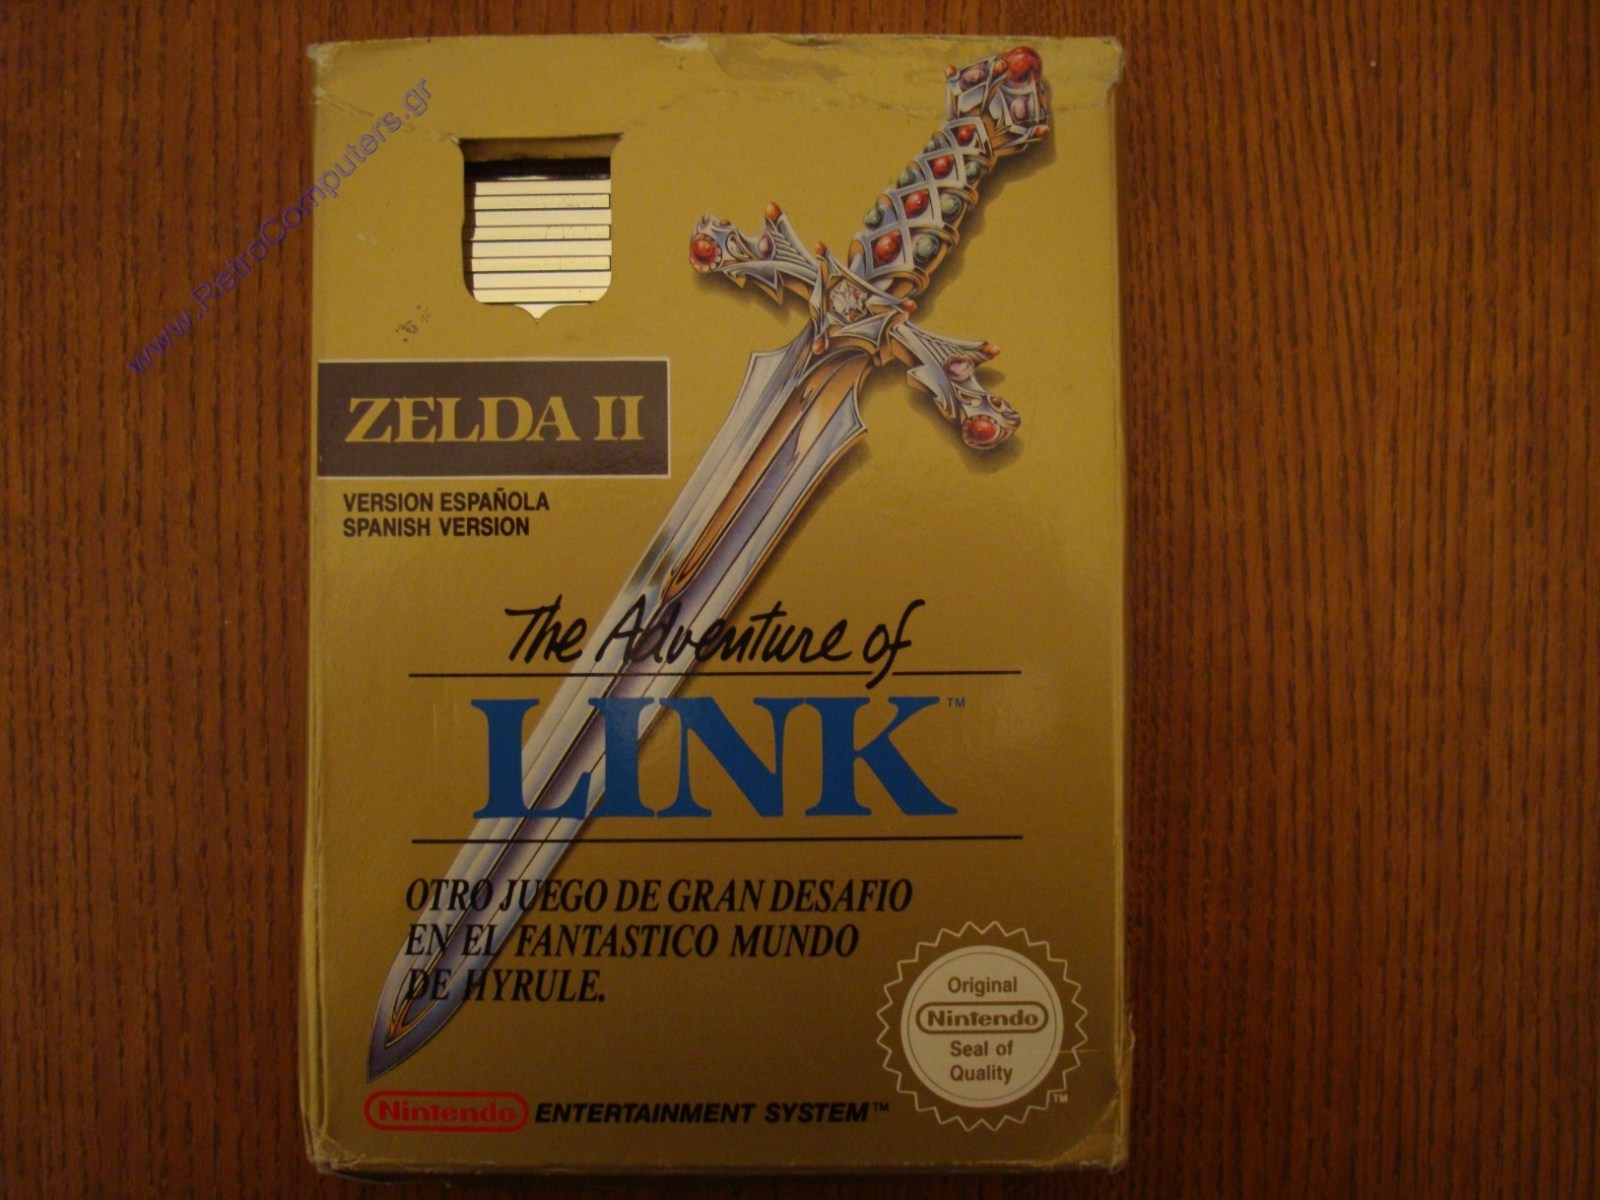 www.RetroComputers.gr
ZELDA II
VERSION ESPAÑOLA
SPANISH VERSION
The Adventure of
LINK™
OTRO JUEGO DE GRAN DESAFIO
EN EL FANTASTICO MUNDO
DE HYRULE.
Original
Nintendo
Seal of
Quality
TM
Nintendo ENTERTAINMENT SYSTEM™